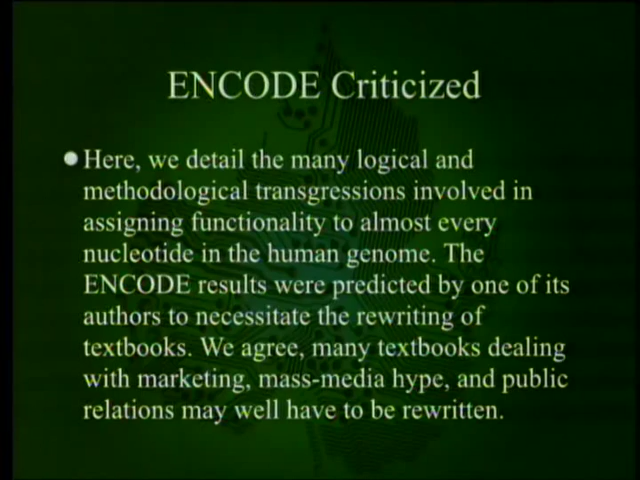 ENCODE Criticized
Here, we detail the many logical and
methodological transgressions involved in
assigning functionality to almost every
nucleotide in the human genome. The
ENCODE results were predicted by one of its
authors to necessitate the rewriting of
textbooks. We agree, many textbooks dealing
with marketing, mass-media hype, and public
relations may well have to be rewritten.